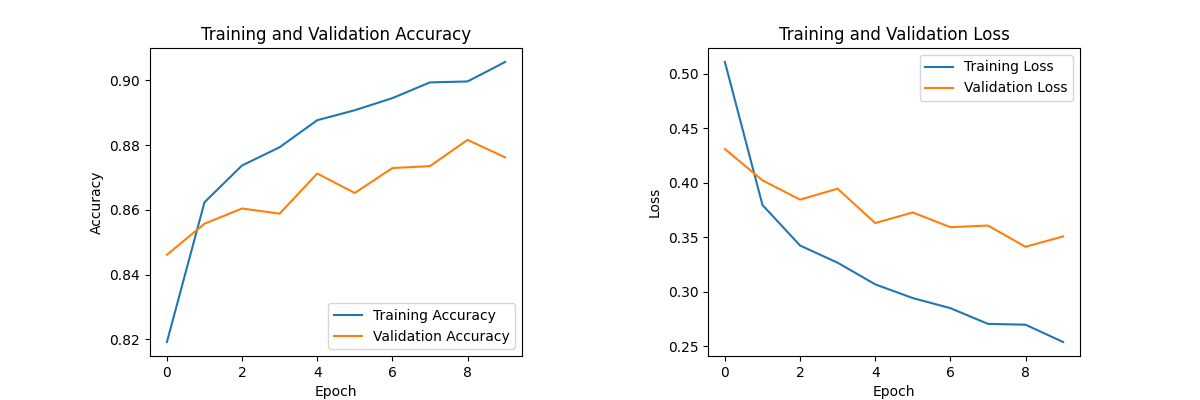 Training and Validation Accuracy
0.90
0.88
0.86
0.84
0.82
Accuracy
Training Accuracy
Validation Accuracy
0 2 4 6 8
Epoch
Training and Validation Loss
0.50
0.45
0.40
0.35
0.30
0.25
Loss
Training Loss
Validation Loss
0 2 4 6 8
Epoch